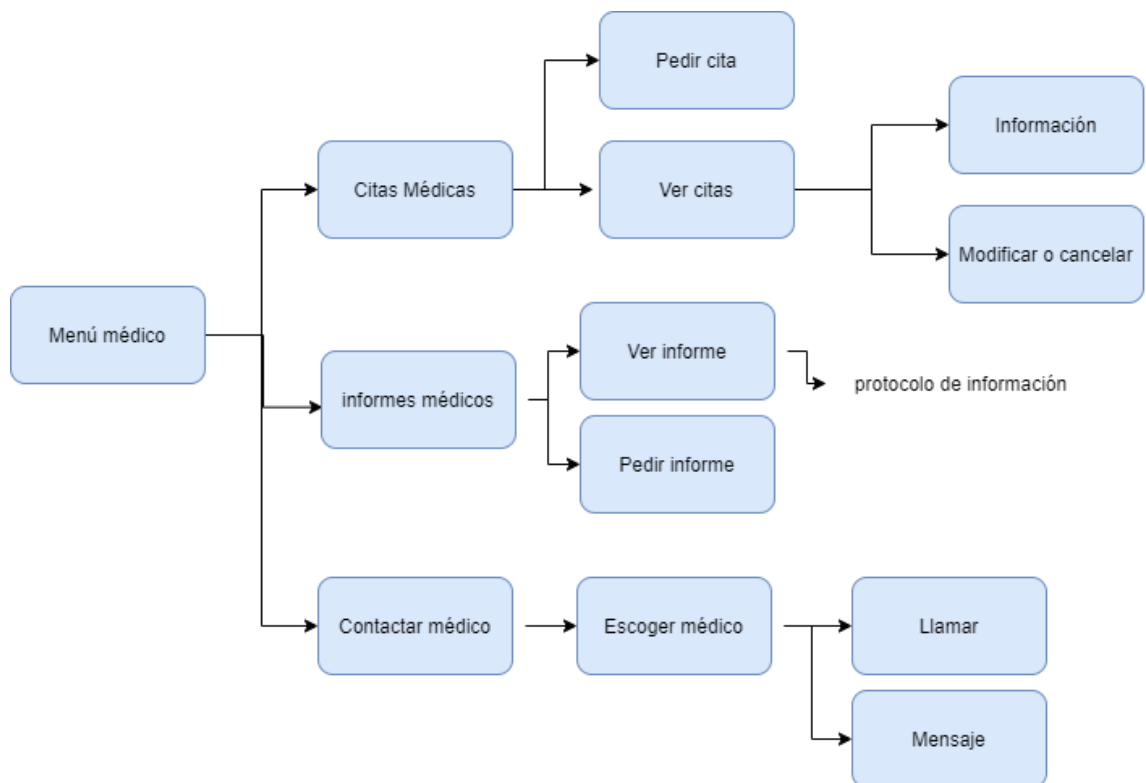 Menú médico
Citas Médicas
Pedir cita
Ver citas
Información
Modificar o cancelar
informes médicos
Ver informe
protocolo de información
Pedir informe
Contactar médico
Escoger médico
Llamar
Mensaje